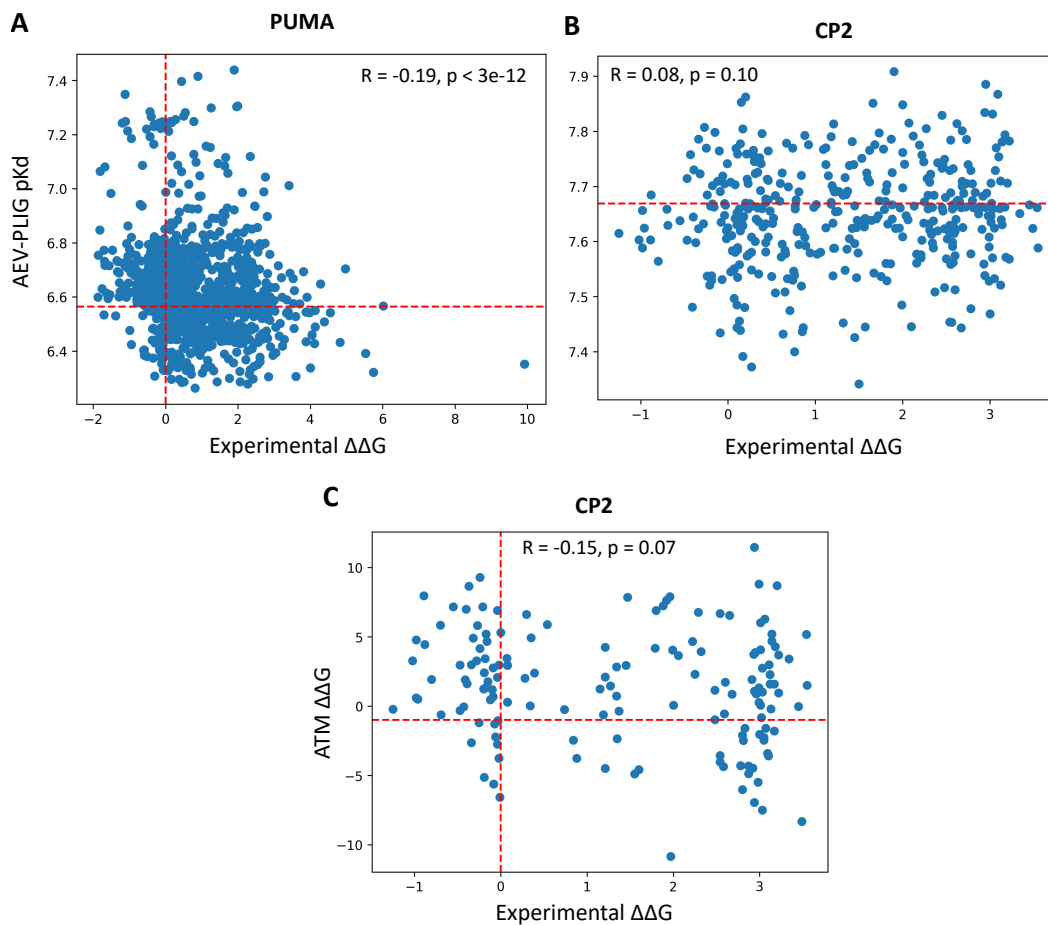 A
PUMA
R = -0.19, p < 3e-12
AEV-PLIG pKd
7.4
7.2
7.0
6.8
6.6
6.4
−2
0
2
4
6
8
10
Experimental ΔΔG
B
CP2
R = 0.08, p = 0.10
7.9
7.8
7.7
7.6
7.5
7.4
−1
0
1
2
3
Experimental ΔΔG
C
CP2
R = -0.15, p = 0.07
ATM ΔΔG
10
5
0
−5
−10
−1
0
1
2
3
Experimental ΔΔG